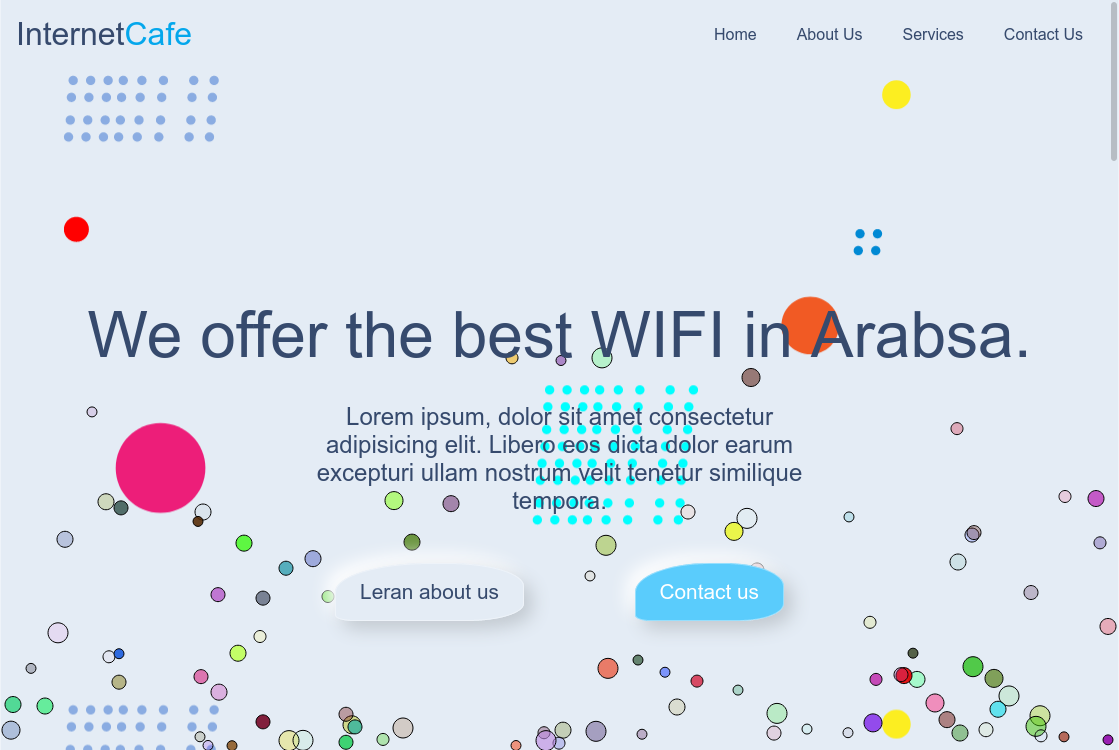 InternetCafe
Home About Us Services Contact Us
We offer the best WIFI in Arabsa.
Lorem ipsum, dolor sit amet consectetur
adipisicing elit. Libero eos dicta dolor earum
excepturi ullam nostrum velit tenetur similique
tempora.
Leran about us Contact us